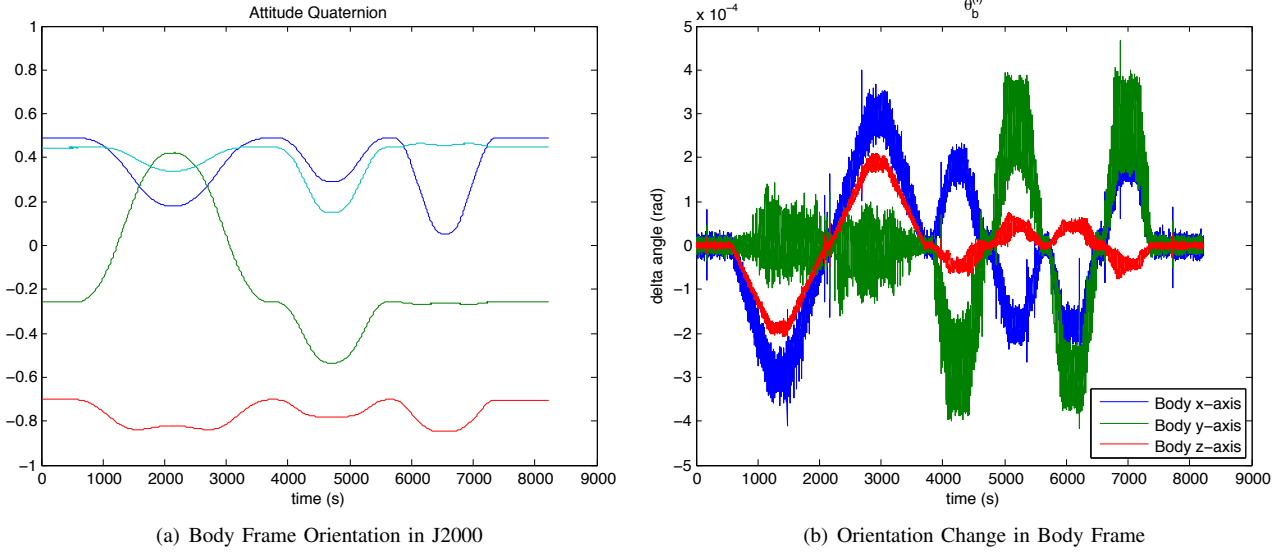 Attitude Quaternion
1
0.8
0.6
0.4
0.2
0
−0.2
−0.4
−0.6
−0.8
−1
0 1000 2000 3000 4000 5000 6000 7000 8000 9000
time (s)
(a) Body Frame Orientation in J2000
x 10−4
θb
5
4
3
2
1
0
−1
−2
−3
−4
−5
delta angle (rad)
Body x−axis
Body y−axis
Body z−axis
0 1000 2000 3000 4000 5000 6000 7000 8000 9000
time (s)
(b) Orientation Change in Body Frame